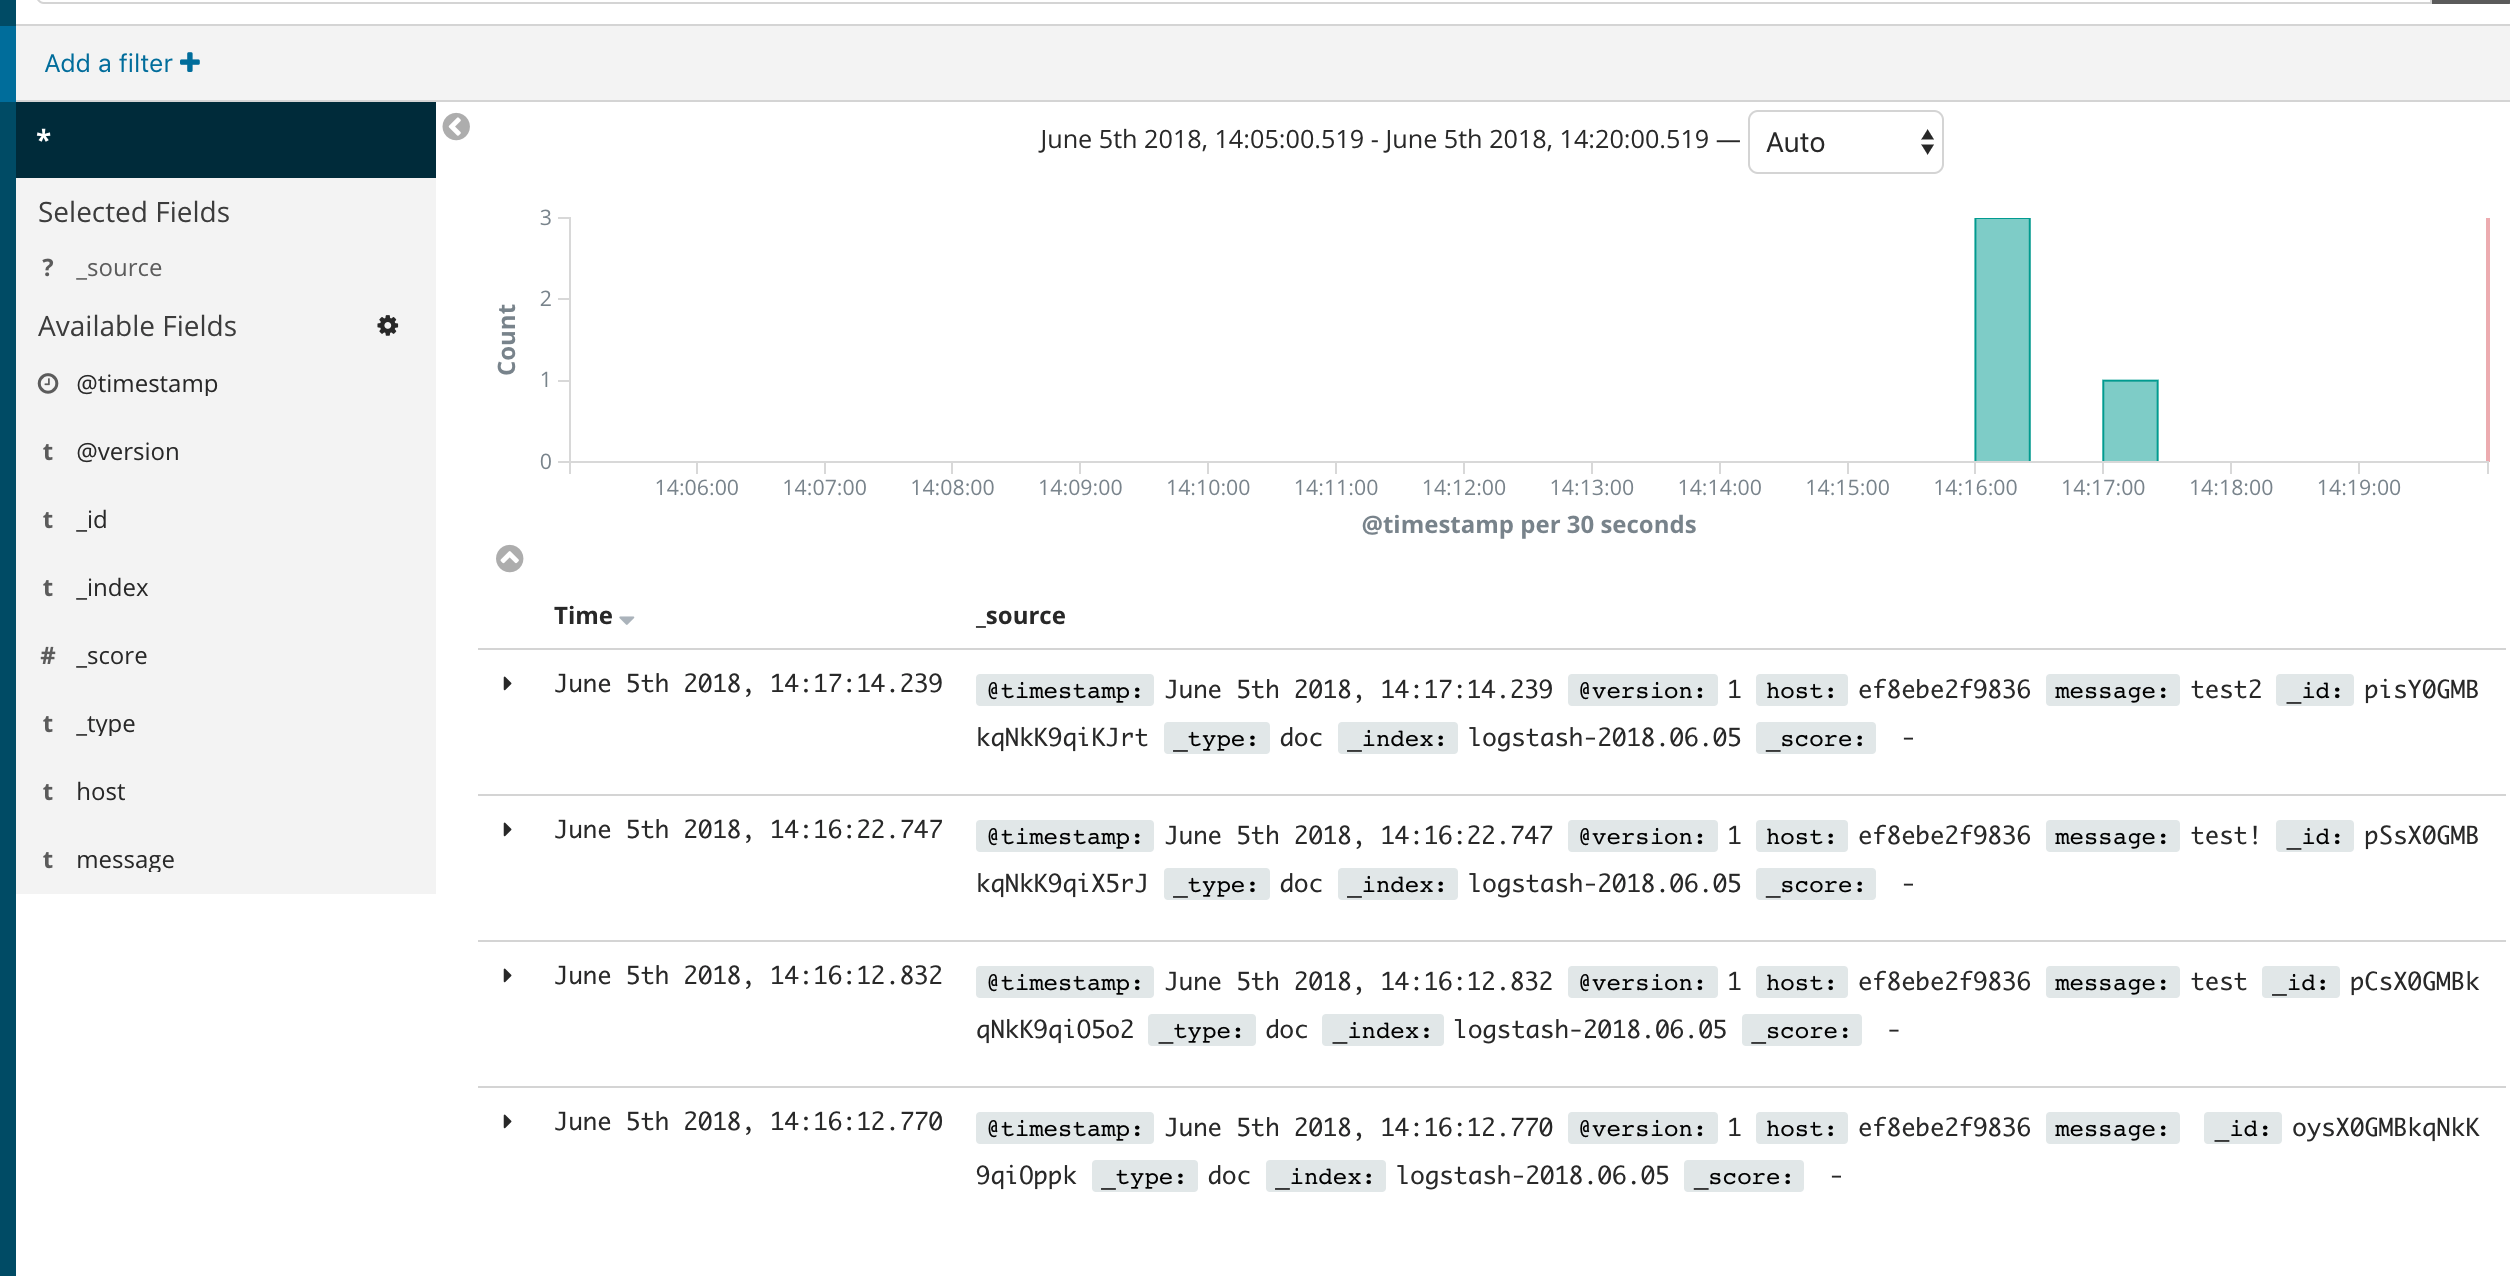 Add a filter +
*
Selected Fields
? _source
Available Fields
@timestamp
t @version
t _id
t _index
# _score
t _type
t host
t message
June 5th 2018, 14:05:00.519 - June 5th 2018, 14:20:00.519 — Auto
Count
3
2
1
0
14:06:00 14:07:00 14:08:00 14:09:00 14:10:00 14:11:00 14:12:00 14:13:00 14:14:00 14:15:00 14:16:00 14:17:00 14:18:00 14:19:00
@timestamp per 30 seconds
Time _source
June 5th 2018, 14:17:14.239 @timestamp: June 5th 2018, 14:17:14.239 @version: 1 host: ef8ebe2f9836 message: test2 _id: pisY0GMB
kqNkK9qiKJrt _type: doc _index: logstash-2018.06.05 _score: -
June 5th 2018, 14:16:22.747 @timestamp: June 5th 2018, 14:16:22.747 @version: 1 host: ef8ebe2f9836 message: test! _id: pSsX0GMB
kqNkK9qiX5rJ _type: doc _index: logstash-2018.06.05 _score: -
June 5th 2018, 14:16:12.832 @timestamp: June 5th 2018, 14:16:12.832 @version: 1 host: ef8ebe2f9836 message: test _id: pCsX0GMBk
qNkK9qiO5o2 _type: doc _index: logstash-2018.06.05 _score: -
June 5th 2018, 14:16:12.770 @timestamp: June 5th 2018, 14:16:12.770 @version: 1 host: ef8ebe2f9836 message: _id: oysX0GMBkqNkK
9qiOppk _type: doc _index: logstash-2018.06.05 _score: -